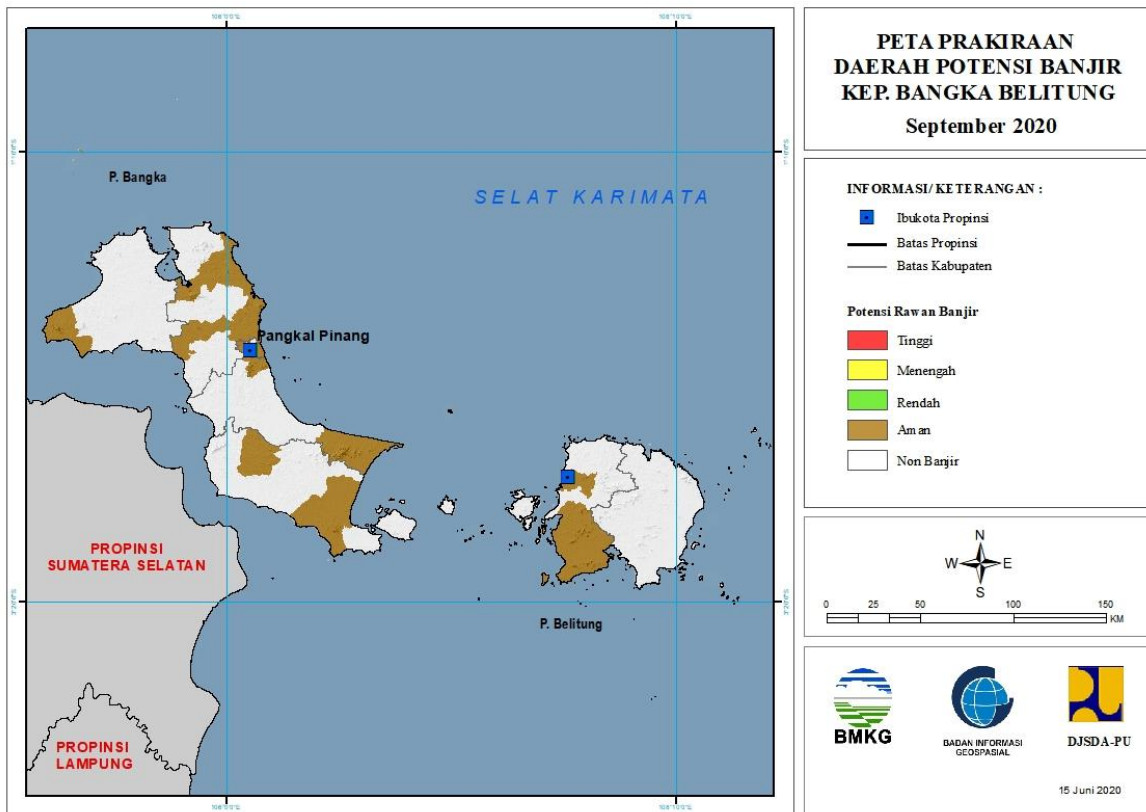 PETA PRAKIRAAN
DAERAH POTENSI BANJIR
KEP. BANGKA BELITUNG
September 2020
P. Bangka
SELAT KARIMATA
Pangkal Pinang
PROPINSI
SUMATERA SELATAN
P. Belitung
PROPINSI
LAMPUNG
INFORMASI/ KETERANGAN :
Ibukota Propinsi
Batas Propinsi
Batas Kabupaten
Potensi Rawan Banjir
Tinggi
Menengah
Rendah
Aman
Non Banjir
N
W E
S
0 25 50 100 150
KM
BMKG
BADAN INFORMASI
GEOSPASIAL
DJSDA-PU
15 Juni 2020